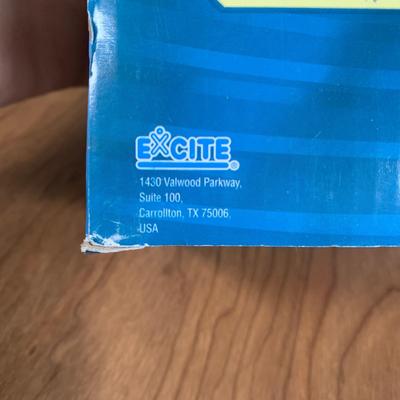 EXCITE
1430 Valwood Parkway,
Suite 100,
Carrollton, TX 75006,
USA